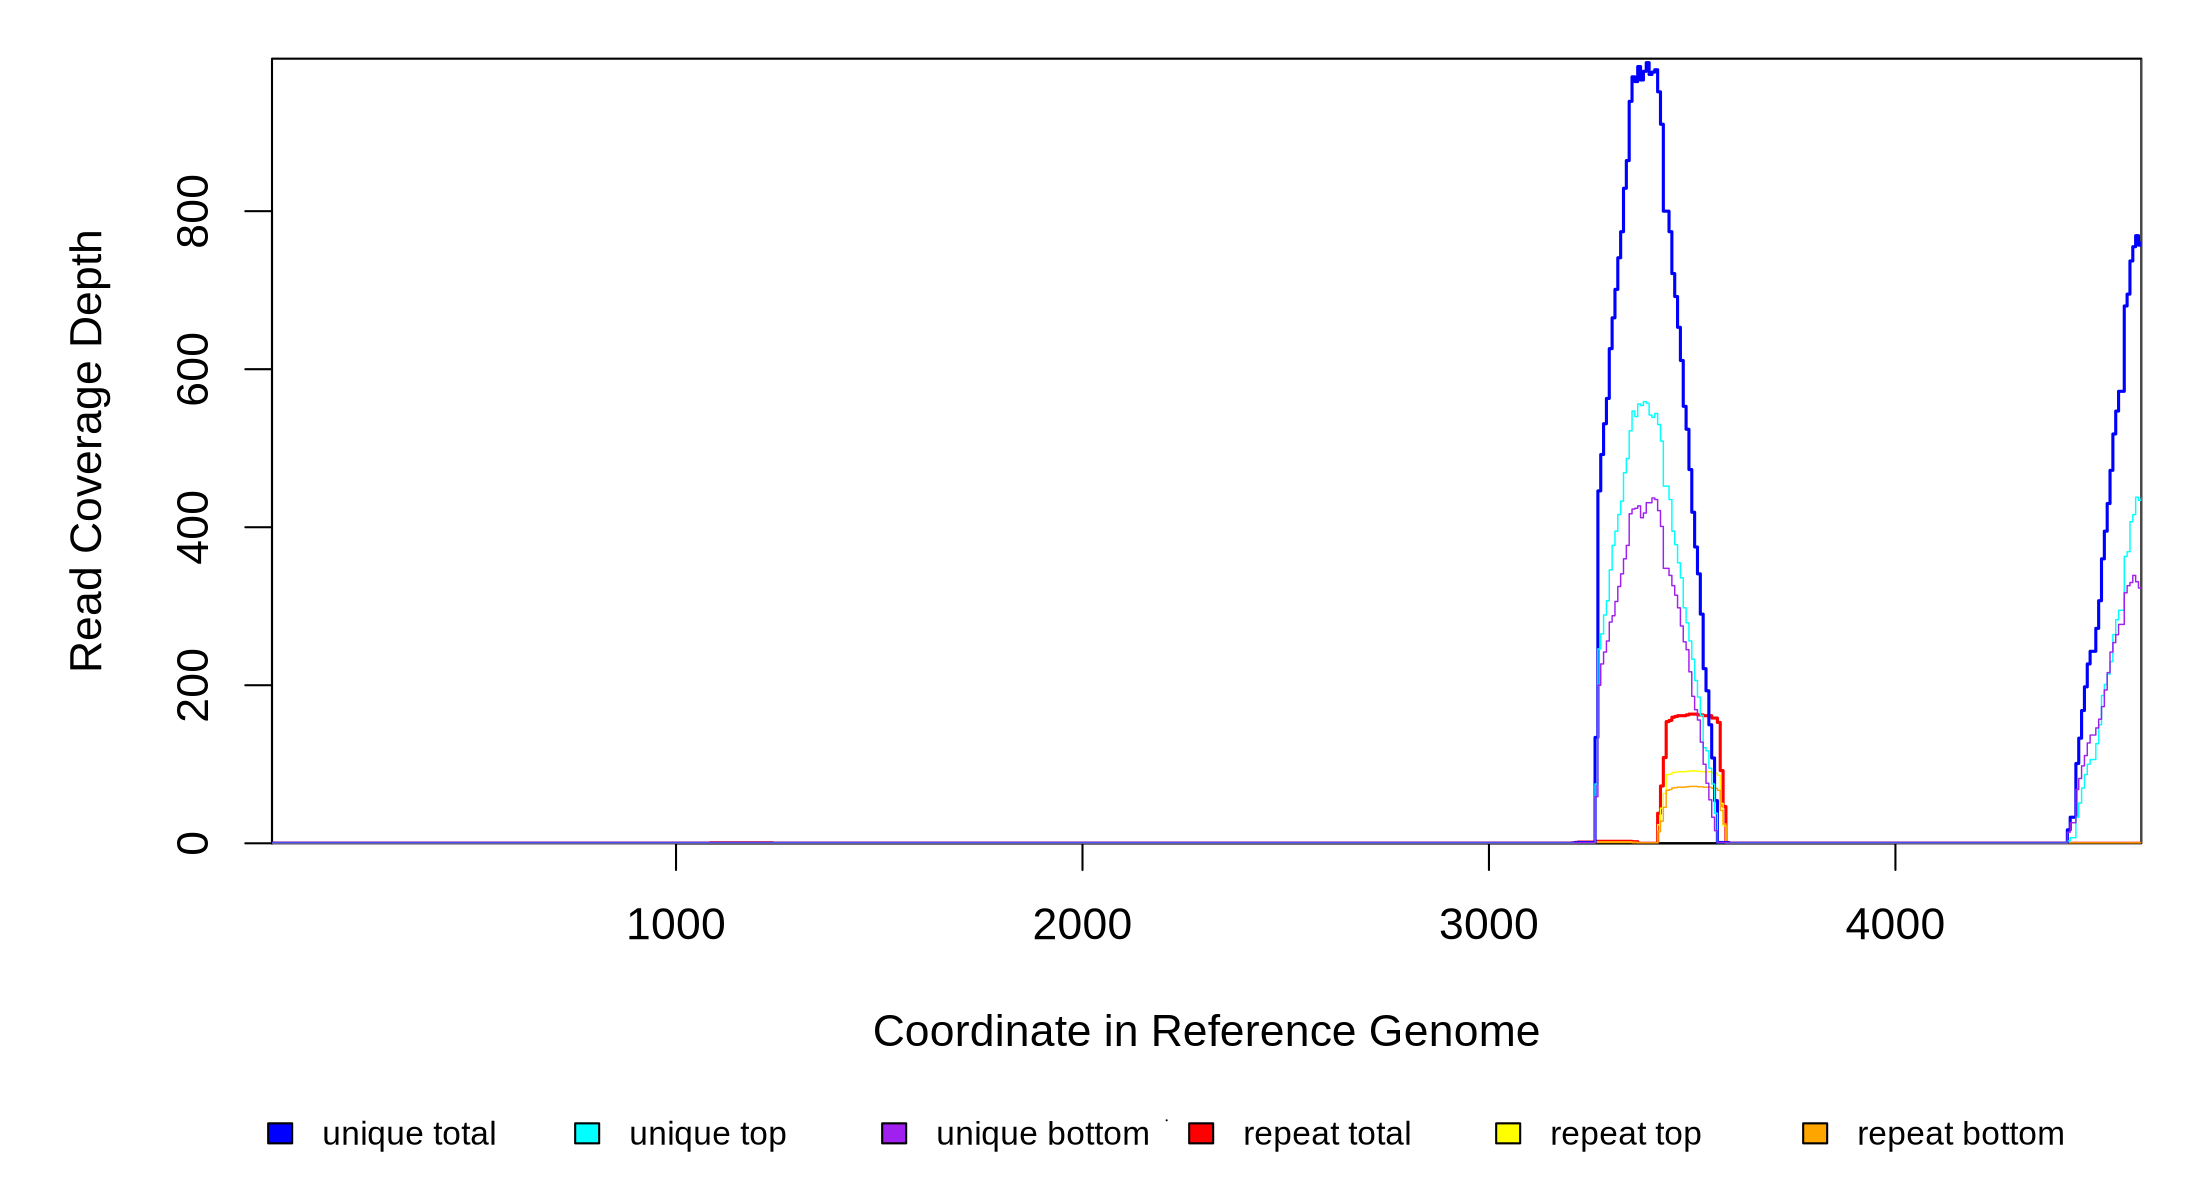 Read Coverage Depth
800
600
400
200
0
1000 2000 3000 4000
Coordinate in Reference Genome
unique total unique top unique bottom repeat total repeat top repeat bottom